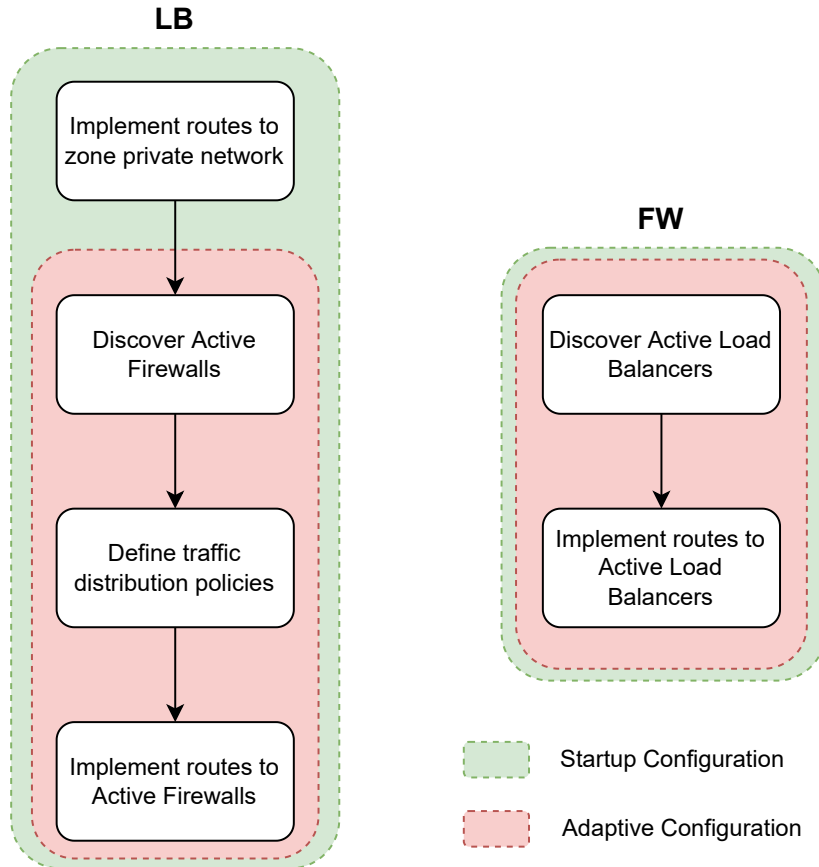 LB
Implement routes to
zone private network
Discover Active
Firewalls
Define traffic
distribution policies
Implement routes to
Active Firewalls
FW
Discover Active Load
Balancers
Implement routes to
Active Load
Balancers
Startup Configuration
Adaptive Configuration